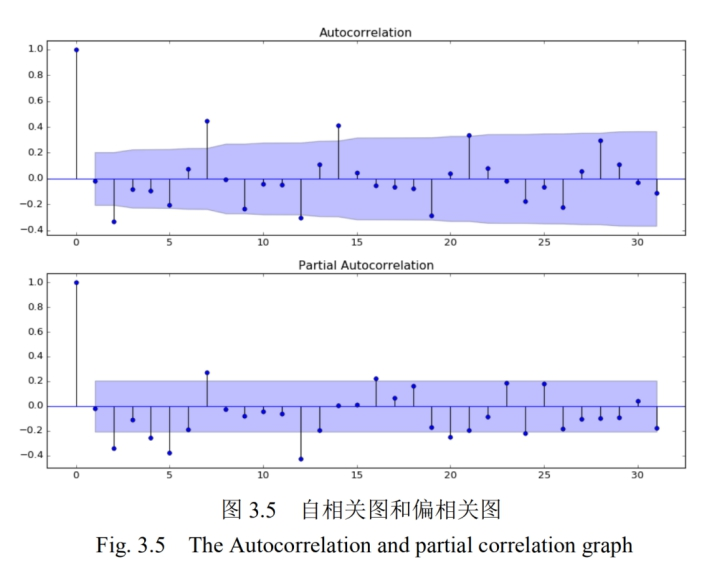 Autocorrelation
1.0
0.8
0.6
0.4
0.2
0.0
−0.2
−0.4
0 5 10 15 20 25 30
Partial Autocorrelation
1.0
0.8
0.6
0.4
0.2
0.0
−0.2
−0.4
0 5 10 15 20 25 30
图 3.5 自相关图和偏相关图
Fig. 3.5 The Autocorrelation and partial correlation graph